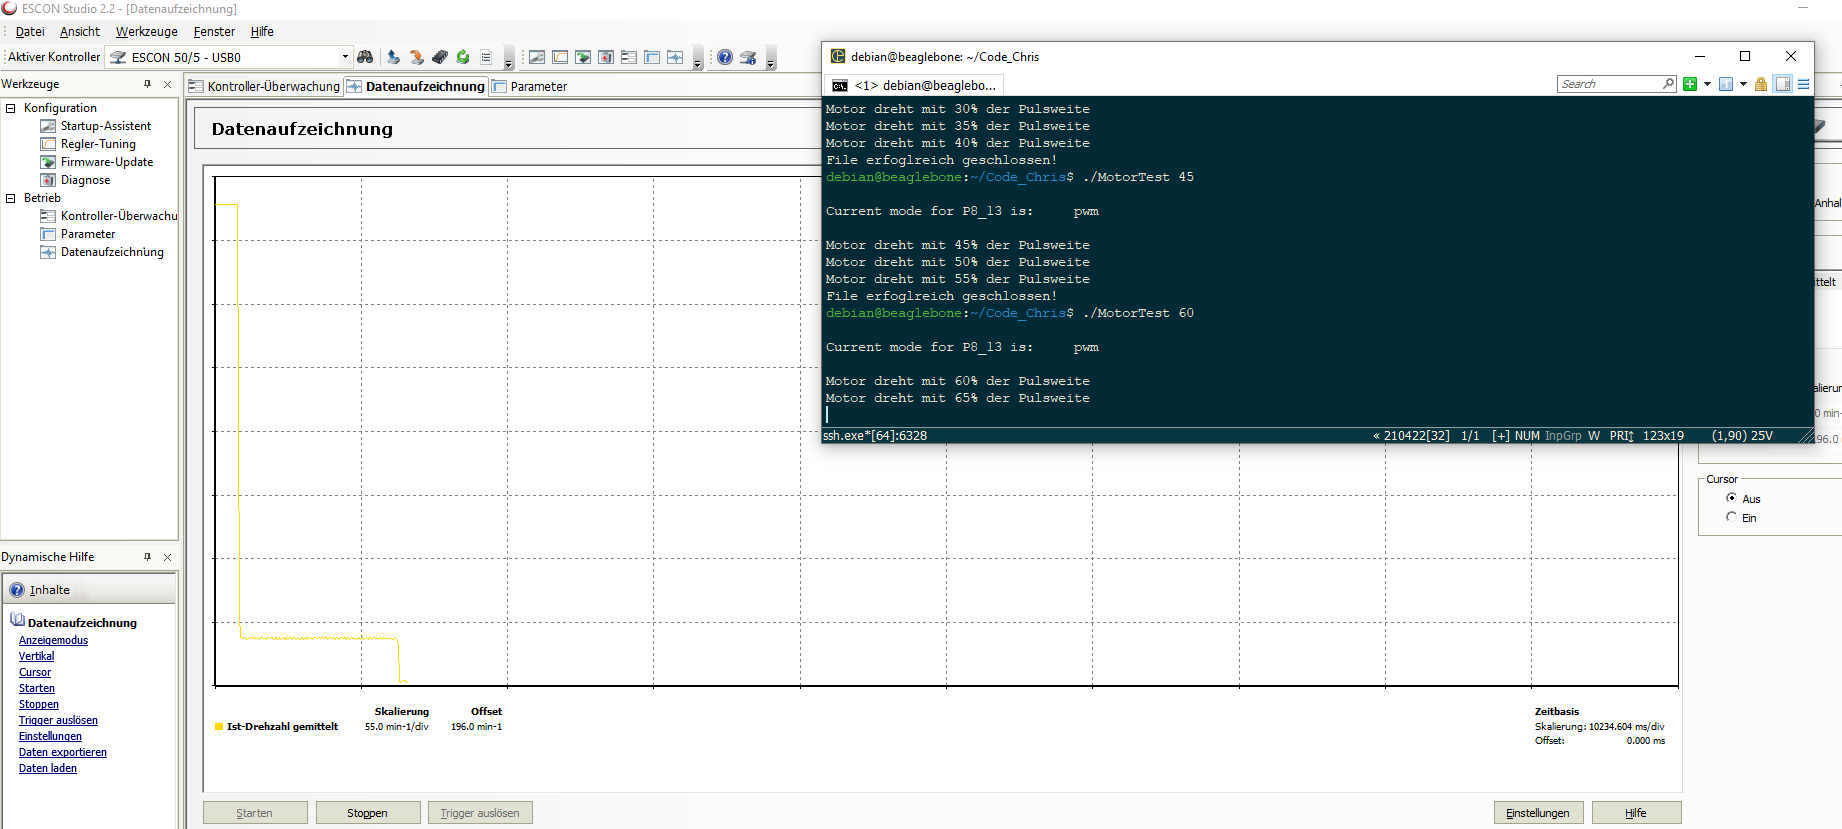 ESCON Studio 2.2 - [Datenaufzeichnung]
Datei Ansicht Werkzeuge Fenster Hilfe
Aktiver Kontroller ESCON 50/5 - USB0
Werkzeuge
Konfiguration
Startup-Assistent
Regler-Tuning
Firmware-Update
Diagnose
Betrieb
Kontroller-Überwachu
Parameter
Datenaufzeichnung
Dynamische Hilfe
Inhalte
Datenaufzeichnung
Anzeigemodus
Vertikal
Cursor
Starten
Stoppen
Trigger auslösen
Einstellungen
Daten exportieren
Daten laden
Kontroller-Überwachung Datenaufzeichnung Parameter
Datenaufzeichnung
Skalierung Offset
Ist-Drehzahl gemittelt 55.0 min-1/div 196.0 min-1
Zeitbasis
Skalierung: 10234.604 ms/div
Offset: 0.000 ms
Starten Stoppen Trigger auslösen Einstellungen Hilfe
debian@beaglebone: ~/Code_Chris
<1> debian@beaglebo...
Search
Motor dreht mit 30% der Pulsweite
Motor dreht mit 35% der Pulsweite
Motor dreht mit 40% der Pulsweite
File erfoglreich geschlossen!
debian@beaglebone:~/Code_Chris$ ./MotorTest 45
Current mode for P8_13 is: pwm
Motor dreht mit 45% der Pulsweite
Motor dreht mit 50% der Pulsweite
Motor dreht mit 55% der Pulsweite
File erfoglreich geschlossen!
debian@beaglebone:~/Code_Chris$ ./MotorTest 60
Current mode for P8_13 is: pwm
Motor dreht mit 60% der Pulsweite
Motor dreht mit 65% der Pulsweite
ssh.exe*[64]:6328 « 210422[32] 1/1 [+] NUM InpGrp W PRI↕ 123x19 (1,90) 25V
Anhal
ittelt
alierun
0 min-
96.0
Cursor
Aus
Ein